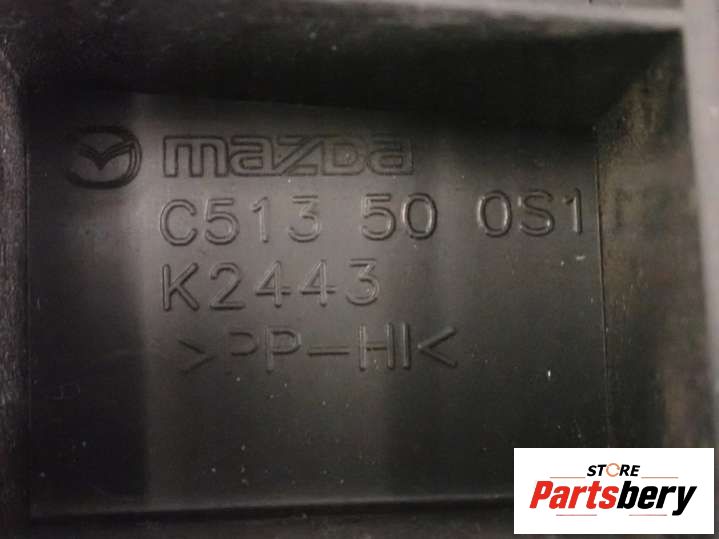 mazda
C513 50 0S1
K2443
>PP-HI<
STORE
Partsbery